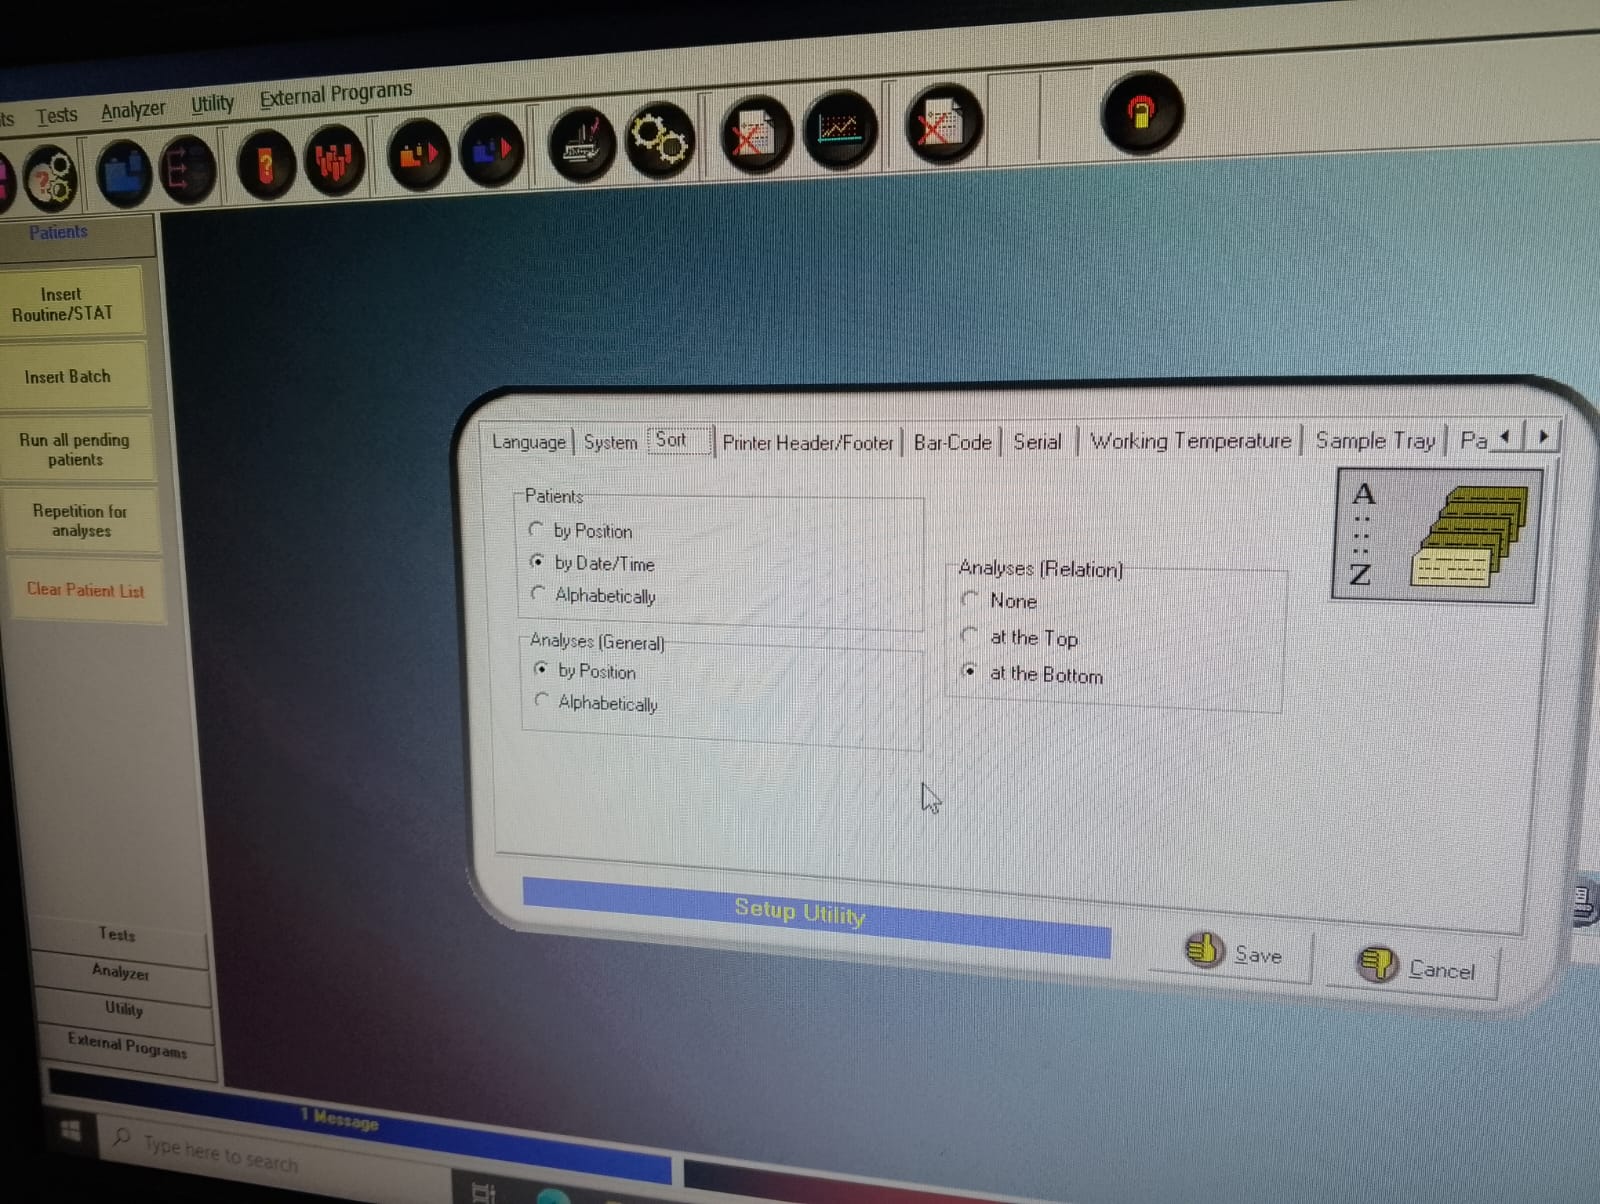 Tests Analyzer Utility External Programs
Patients
Insert
Routine/STAT
Insert Batch
Run all pending
patients
Repetition for
analyses
Clear Patient List
Language System Sort Printer Header/Footer Bar-Code Serial Working Temperature Sample Tray
Patients
by Position
by Date/Time
Alphabetically
Analyses (General)
by Position
Alphabetically
Analyses (Relation)
None
at the Top
at the Bottom
A
Z
Setup Utility
Save
Cancel
Tests
Analyzer
Utility
External Programs
1 Message
Type here to search